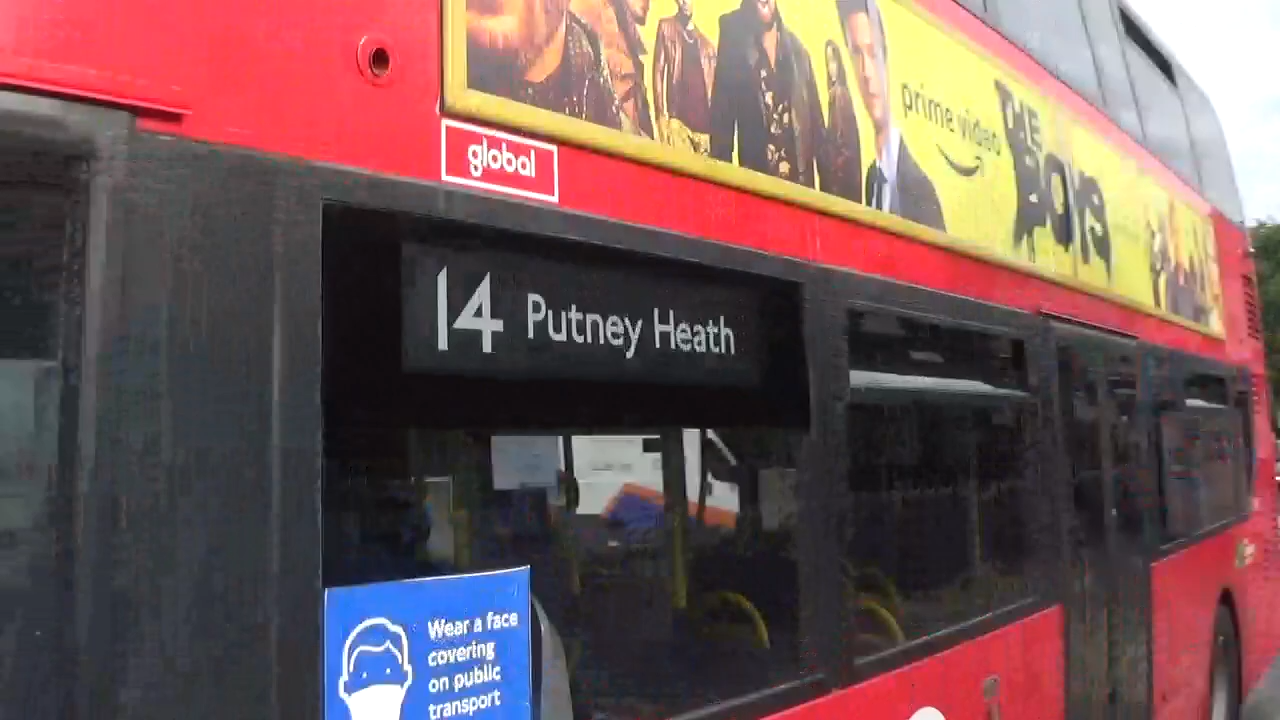 prime video
THE
BOYS
global
14 Putney Heath
Wear a face
covering
on public
transport